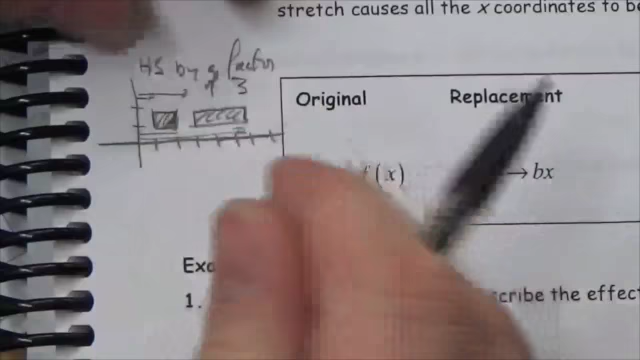 stretch causes all the x coordinates to be
HS by a factor
of 3
Original Replacement
f(x) → bx
Exa
1. scribe the effect